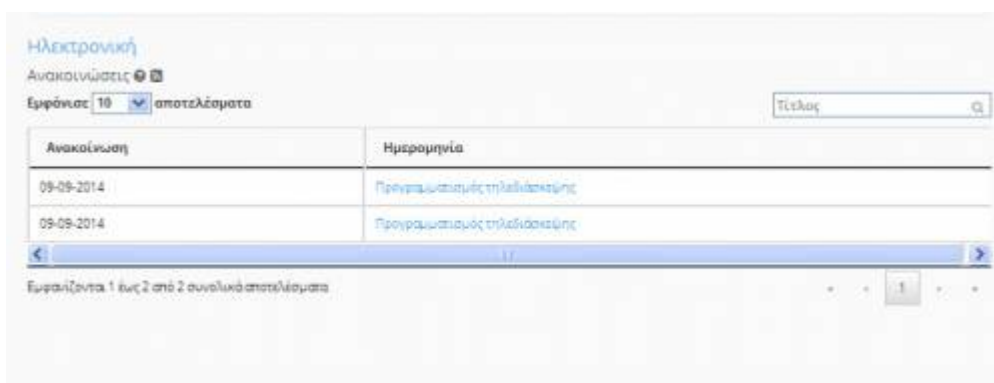 Ηλεκτρονική
Ανακοινώσεις
Εμφάνισε 10 αποτελέσματα
Τίτλος
Ανακοίνωση Ημερομηνία
09-09-2014 Προγραμματισμός τηλεδιάσκεψης
09-09-2014 Προγραμματισμός τηλεδιάσκεψης
Εμφανίζονται 1 έως 2 από 2 συνολικά αποτελέσματα
1